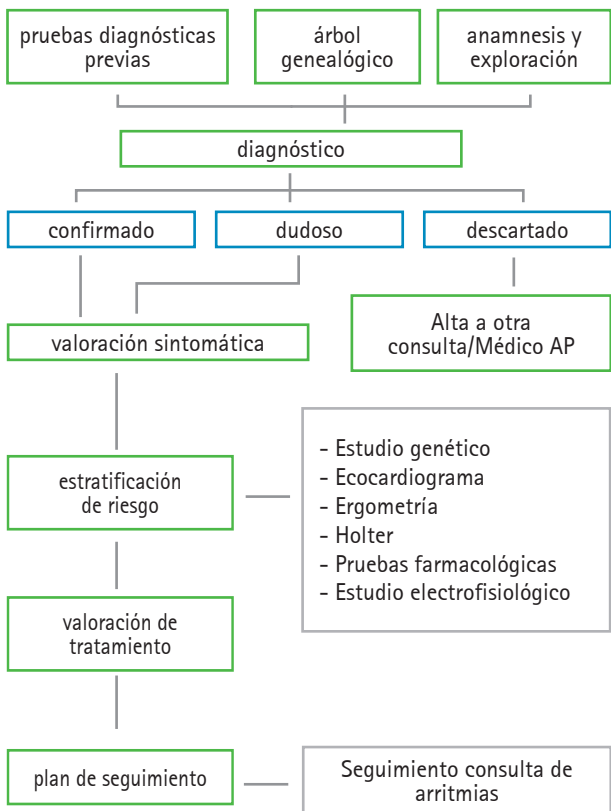 pruebas diagnósticas
previas
árbol
genealógico
anamnesis y
exploración
diagnóstico
confirmado
dudoso
descartado
valoración sintomática
Alta a otra
consulta/Médico AP
estratificación
de riesgo
- Estudio genético
- Ecocardiograma
- Ergometría
- Holter
- Pruebas farmacológicas
- Estudio electrofisiológico
valoración de
tratamiento
plan de seguimiento
Seguimiento consulta de
arritmias